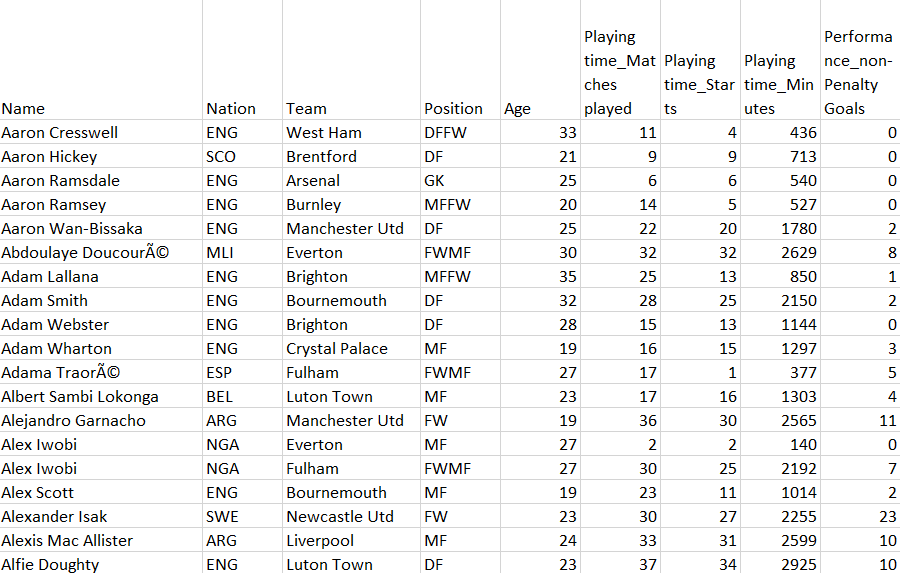 Name Nation Team Position Age Playing time_Matches played Playing time_Starts Playing time_Minutes Performance_non-Penalty Goals
Aaron Cresswell ENG West Ham DFFW 33 11 4 436 0
Aaron Hickey SCO Brentford DF 21 9 9 713 0
Aaron Ramsdale ENG Arsenal GK 25 6 6 540 0
Aaron Ramsey ENG Burnley MFFW 20 14 5 527 0
Aaron Wan-Bissaka ENG Manchester Utd DF 25 22 20 1780 2
Abdoulaye DoucourÃ© MLI Everton FWMF 30 32 32 2629 8
Adam Lallana ENG Brighton MFFW 35 25 13 850 1
Adam Smith ENG Bournemouth DF 32 28 25 2150 2
Adam Webster ENG Brighton DF 28 15 13 1144 0
Adam Wharton ENG Crystal Palace MF 19 16 15 1297 3
Adama TraorÃ© ESP Fulham FWMF 27 17 1 377 5
Albert Sambi Lokonga BEL Luton Town MF 23 17 16 1303 4
Alejandro Garnacho ARG Manchester Utd FW 19 36 30 2565 11
Alex Iwobi NGA Everton MF 27 2 2 140 0
Alex Iwobi NGA Fulham FWMF 27 30 25 2192 7
Alex Scott ENG Bournemouth MF 19 23 11 1014 2
Alexander Isak SWE Newcastle Utd FW 23 30 27 2255 23
Alexis Mac Allister ARG Liverpool MF 24 33 31 2599 10
Alfie Doughty ENG Luton Town DF 23 37 34 2925 10